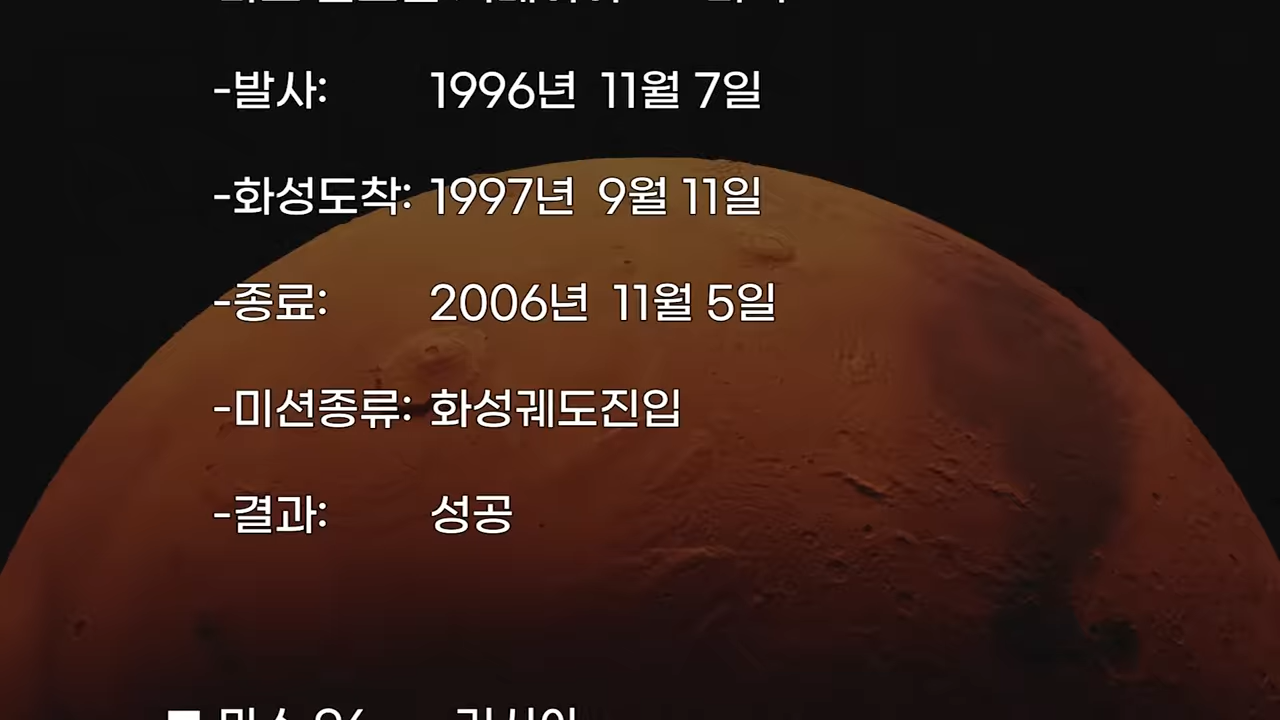 -발사: 1996년 11월 7일
-화성도착: 1997년 9월 11일
-종료: 2006년 11월 5일
-미션종류: 화성궤도진입
-결과: 성공